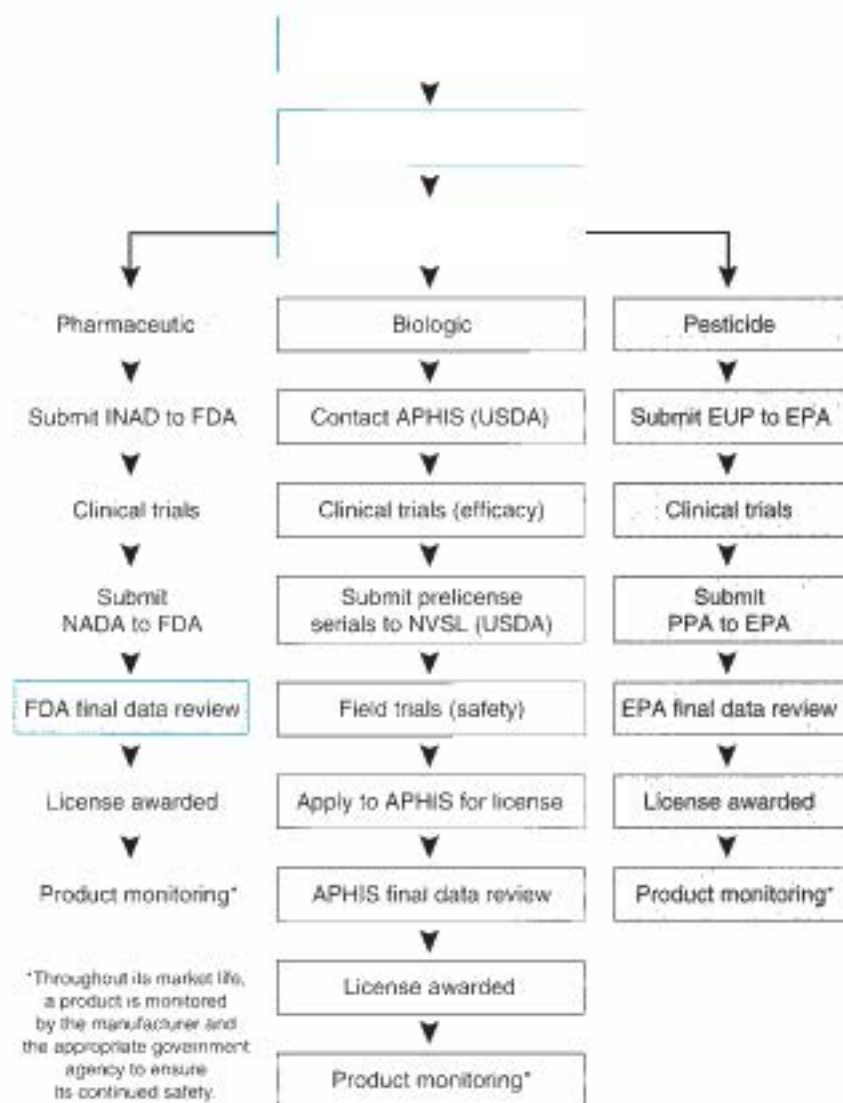 Pharmaceutic
Submit INAD to FDA
Clinical trials
Submit
NADA to FDA
FDA final data review
License awarded
Product monitoring*
*Throughout its market life,
a product is monitored
by the manufacturer and
the appropriate government
agency to ensure
its continued safety.
Biologic
Contact APHIS (USDA)
Clinical trials (efficacy)
Submit prelicense
serials to NVSL (USDA)
Field trials (safety)
Apply to APHIS for license
APHIS final data review
License awarded
Product monitoring*
Pesticide
Submit EUP to EPA
Clinical trials
Submit
PPA to EPA
EPA final data review
License awarded
Product monitoring*